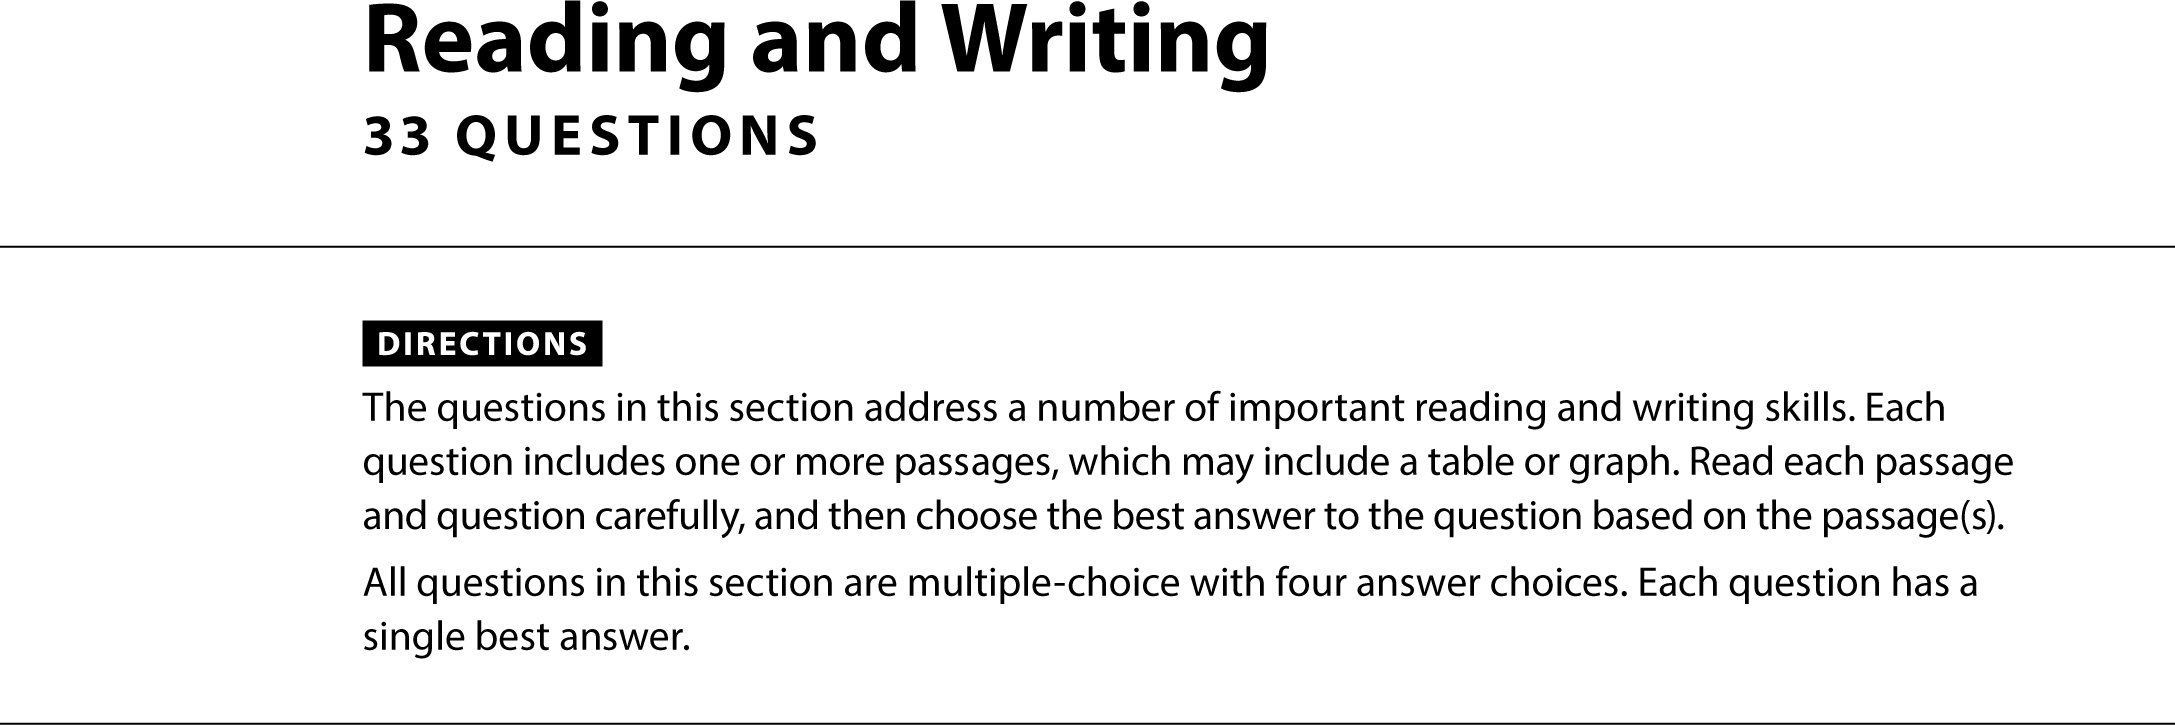 Reading and Writing
33 QUESTIONS
DIRECTIONS
The questions in this section address a number of important reading and writing skills. Each
question includes one or more passages, which may include a table or graph. Read each passage
and question carefully, and then choose the best answer to the question based on the passage(s).
All questions in this section are multiple-choice with four answer choices. Each question has a
single best answer.